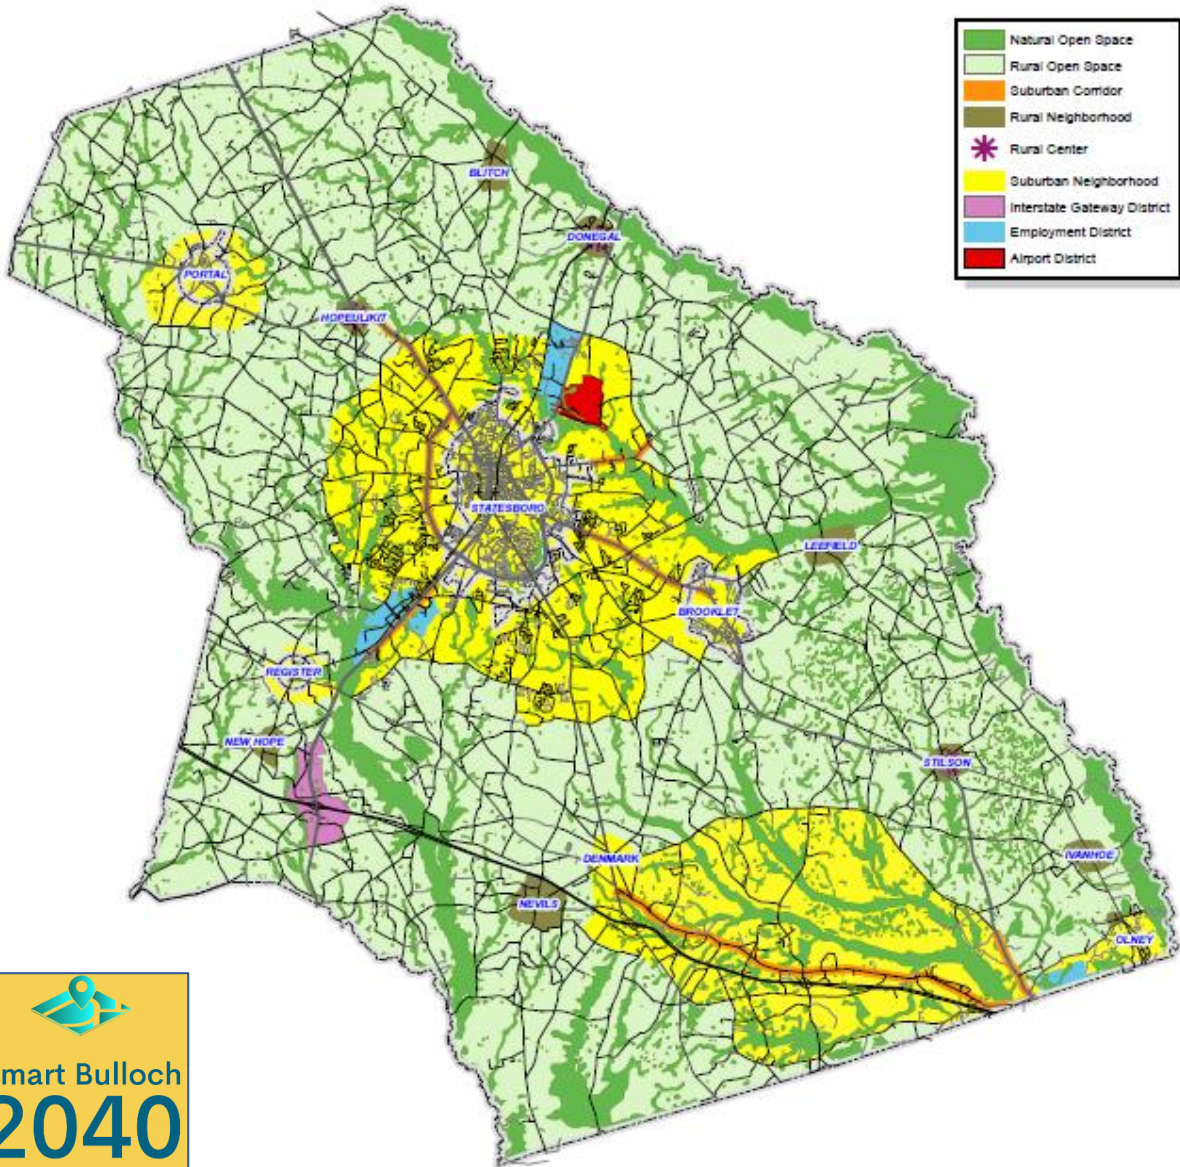 Natural Open Space
Rural Open Space
Suburban Corridor
Rural Neighborhood
Rural Center
Suburban Neighborhood
Interstate Gateway District
Employment District
Airport District
BLITCH
DONEGAL
PORTAL
HOPEULIKIT
STATESBORO
LEEFIELD
BROOKLET
REGISTER
NEW HOPE
STILSON
DENMARK
IVANHOE
NEVILS
OLNEY
mart Bulloch
2040